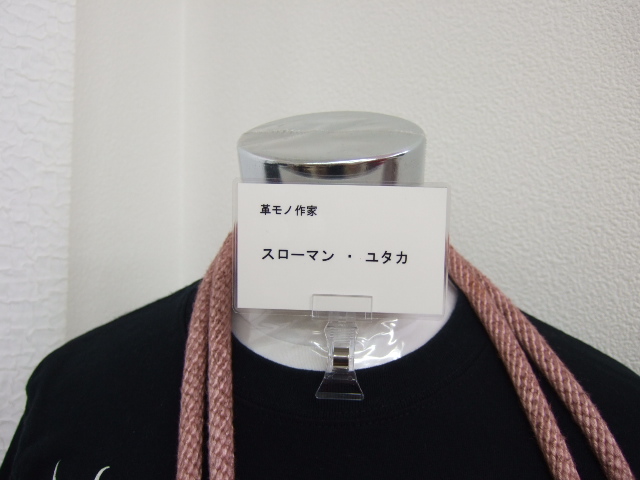 革モノ作家
スローマン ・ ユタカ